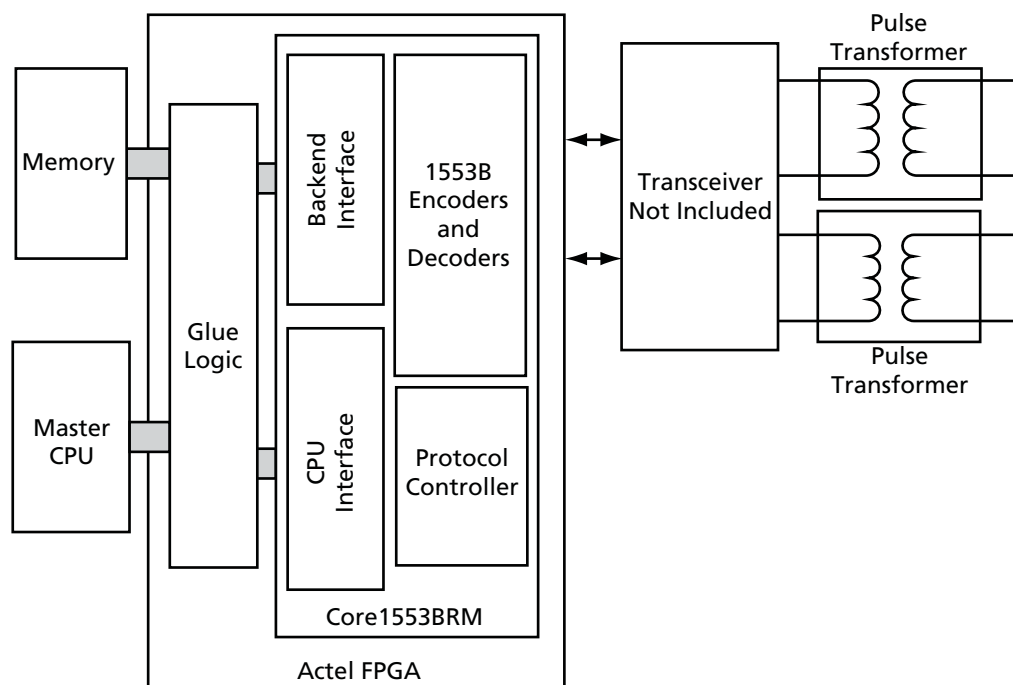 Memory
Master
CPU
Glue
Logic
Backend
Interface
CPU
Interface
1553B
Encoders
and
Decoders
Protocol
Controller
Core1553BRM
Actel FPGA
Transceiver
Not Included
Pulse
Transformer
Pulse
Transformer